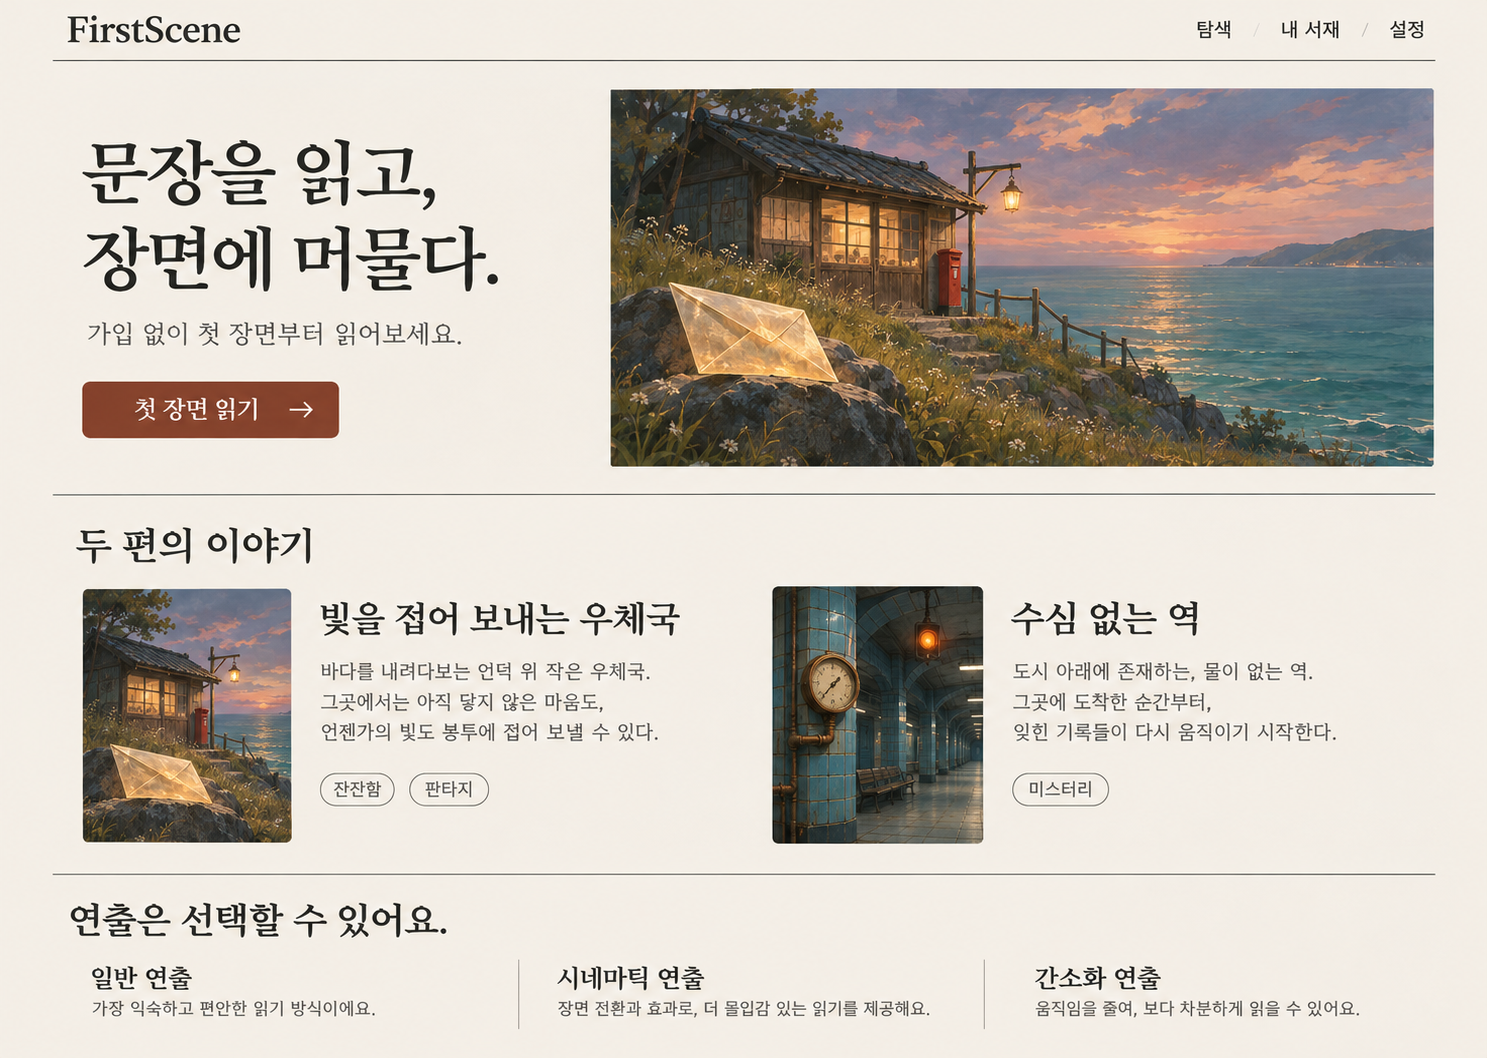 FirstScene
탐색 / 내 서재 / 설정
문장을 읽고,
장면에 머물다.
가입 없이 첫 장면부터 읽어보세요.
첫 장면 읽기 →
두 편의 이야기
빛을 접어 보내는 우체국
바다를 내려다보는 언덕 위 작은 우체국.
그곳에서는 아직 닿지 않은 마음도,
언젠가의 빛도 봉투에 접어 보낼 수 있다.
잔잔함
판타지
수심 없는 역
도시 아래에 존재하는, 물이 없는 역.
그곳에 도착한 순간부터,
잊힌 기록들이 다시 움직이기 시작한다.
미스터리
연출은 선택할 수 있어요.
일반 연출
가장 익숙하고 편안한 읽기 방식이에요.
시네마틱 연출
장면 전환과 효과로, 더 몰입감 있는 읽기를 제공해요.
간소화 연출
움직임을 줄여, 보다 차분하게 읽을 수 있어요.